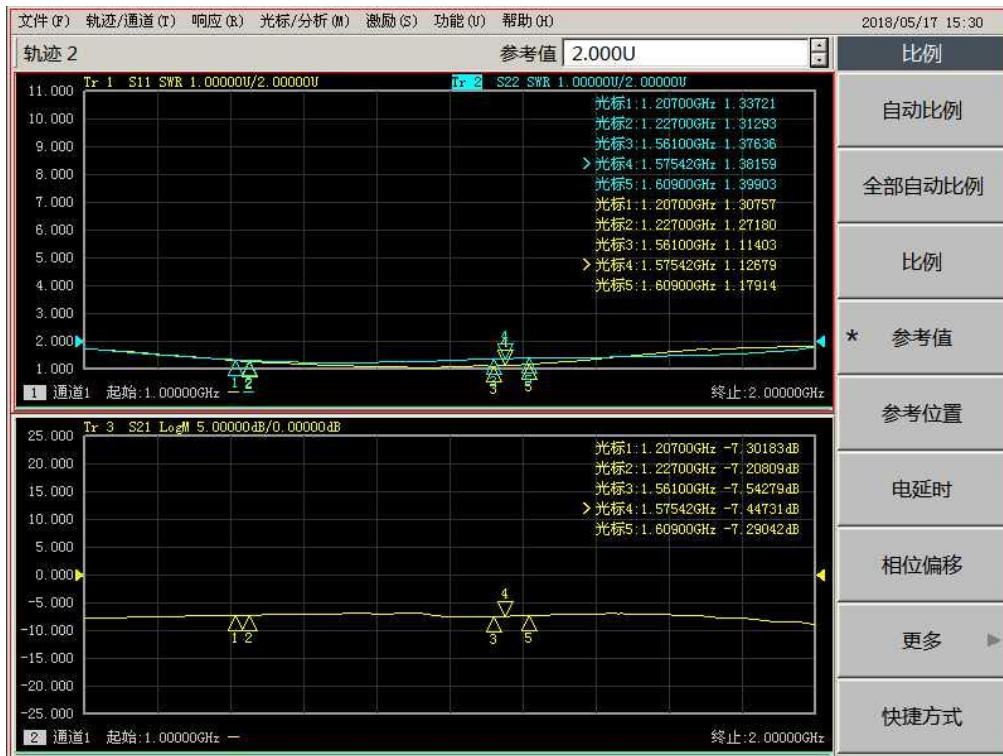 文件(F) 轨迹/通道(T) 响应(R) 光标/分析(M) 激励(S) 功能(U) 帮助(H) 2018/05/17 15:30
轨迹 2 参考值 2.000U 比例
Tr 1 S11 SWR 1.00000U/2.00000U Tr 2 S22 SWR 1.00000U/2.00000U
11.000
10.000
9.000
8.000
7.000
6.000
5.000
4.000
3.000
2.000
1.000
光标1:1.20700GHz 1.33721
光标2:1.22700GHz 1.31293
光标3:1.56100GHz 1.37636
>光标4:1.57542GHz 1.38159
光标5:1.60900GHz 1.39903
光标1:1.20700GHz 1.30757
光标2:1.22700GHz 1.27180
光标3:1.56100GHz 1.11403
>光标4:1.57542GHz 1.12679
光标5:1.60900GHz 1.17914
4
1 2 3 5
1 通道1 起始:1.00000GHz 终止:2.00000GHz
Tr 3 S21 LogM 5.00000dB/0.00000dB
25.000
20.000
15.000
10.000
5.000
0.000
-5.000
-10.000
-15.000
-20.000
-25.000
光标1:1.20700GHz -7.30183dB
光标2:1.22700GHz -7.20809dB
光标3:1.56100GHz -7.54279dB
>光标4:1.57542GHz -7.44731dB
光标5:1.60900GHz -7.29042dB
4
1 2 3 5
2 通道1 起始:1.00000GHz 终止:2.00000GHz
自动比例
全部自动比例
比例
* 参考值
参考位置
电延时
相位偏移
更多
快捷方式